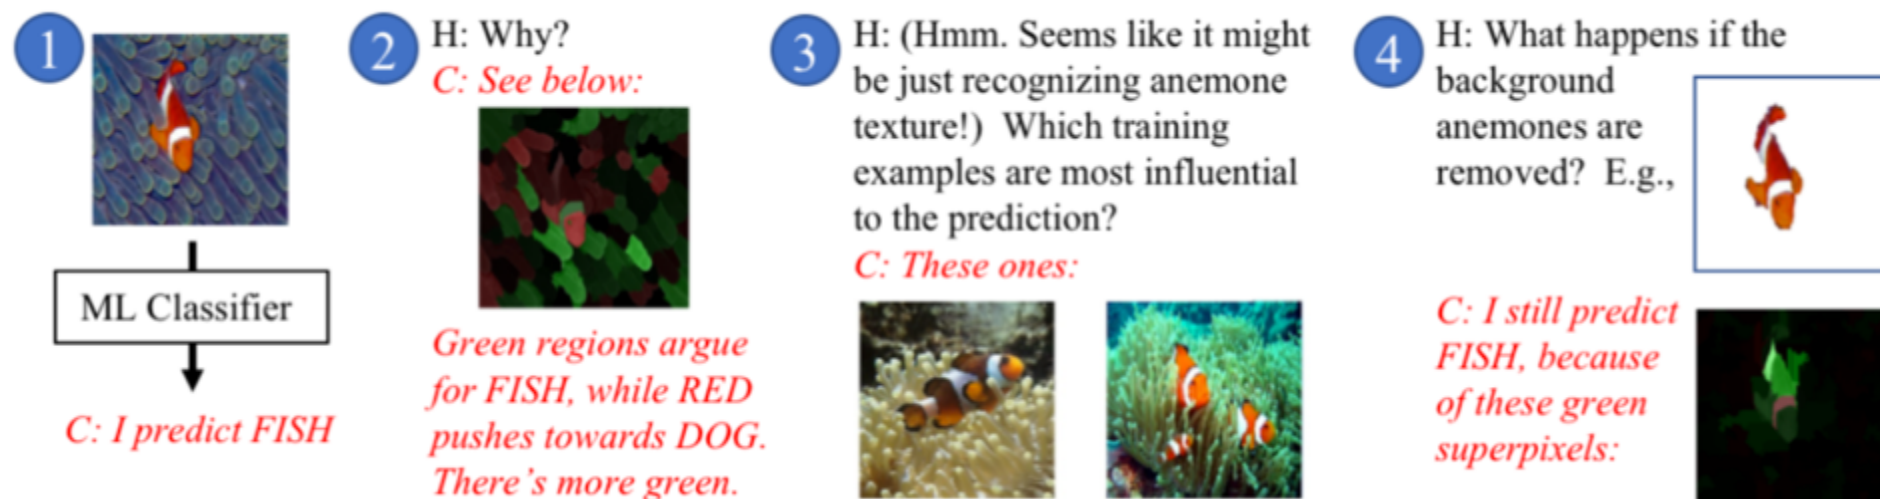 1
ML Classifier
C: I predict FISH
2
H: Why?
C: See below:
Green regions argue
for FISH, while RED
pushes towards DOG.
There's more green.
3
H: (Hmm. Seems like it might
be just recognizing anemone
texture!) Which training
examples are most influential
to the prediction?
C: These ones:
4
H: What happens if the
background
anemones are
removed? E.g.,
C: I still predict
FISH, because
of these green
superpixels: